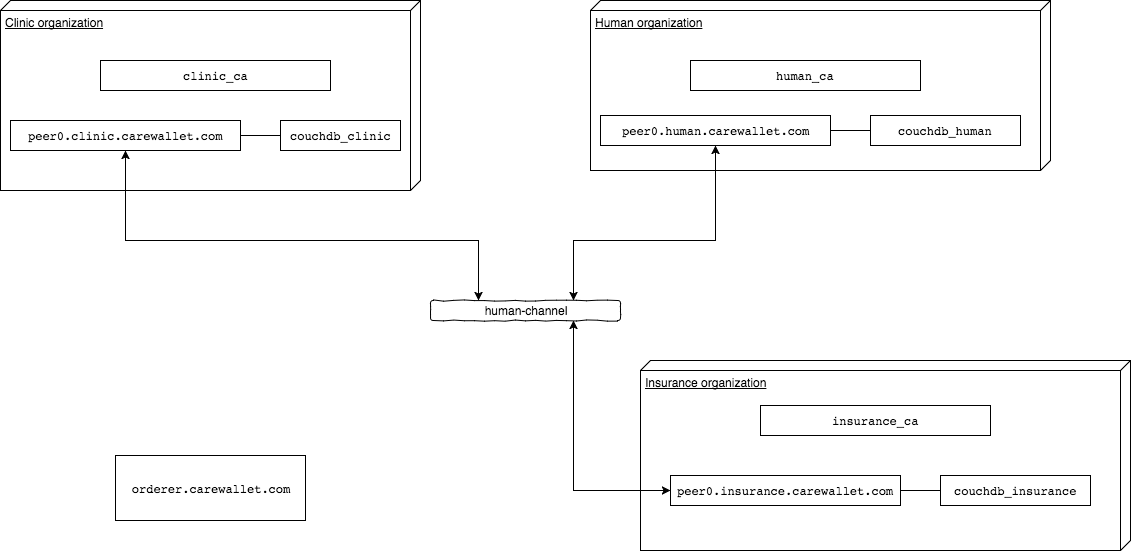 Clinic organization
clinic_ca
peer0.clinic.carewallet.com
couchdb_clinic
Human organization
human_ca
peer0.human.carewallet.com
couchdb_human
human-channel
Insurance organization
insurance_ca
peer0.insurance.carewallet.com
couchdb_insurance
orderer.carewallet.com